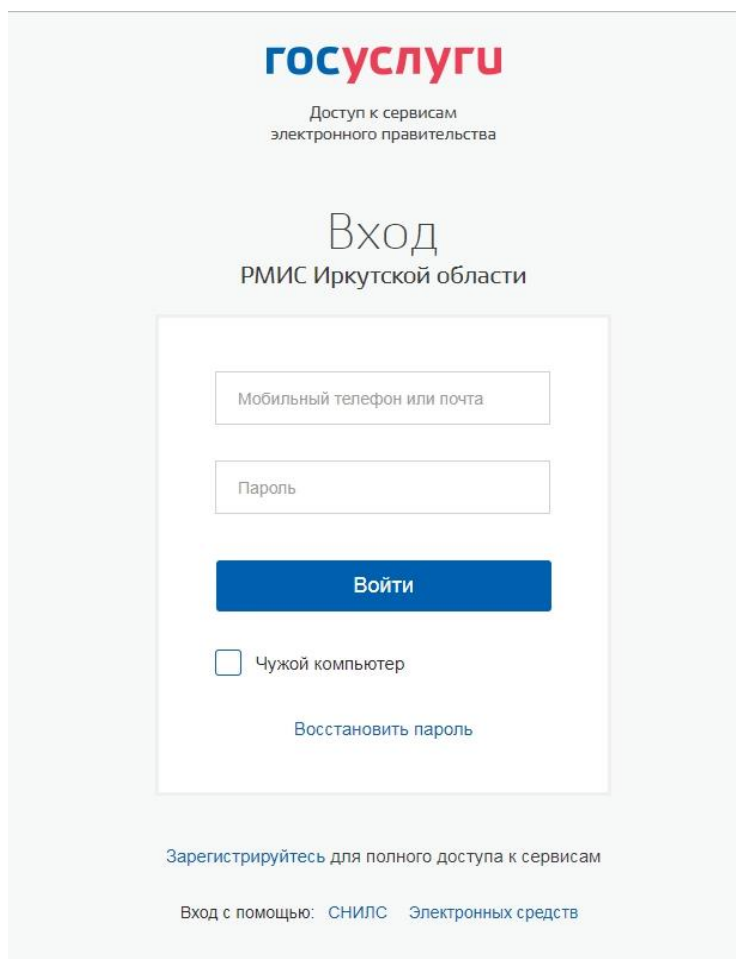 госуслуги
Доступ к сервисам
электронного правительства
Вход
РМИС Иркутской области
Мобильный телефон или почта
Пароль
Войти
Чужой компьютер
Восстановить пароль
Зарегистрируйтесь для полного доступа к сервисам
Вход с помощью: СНИЛС Электронных средств